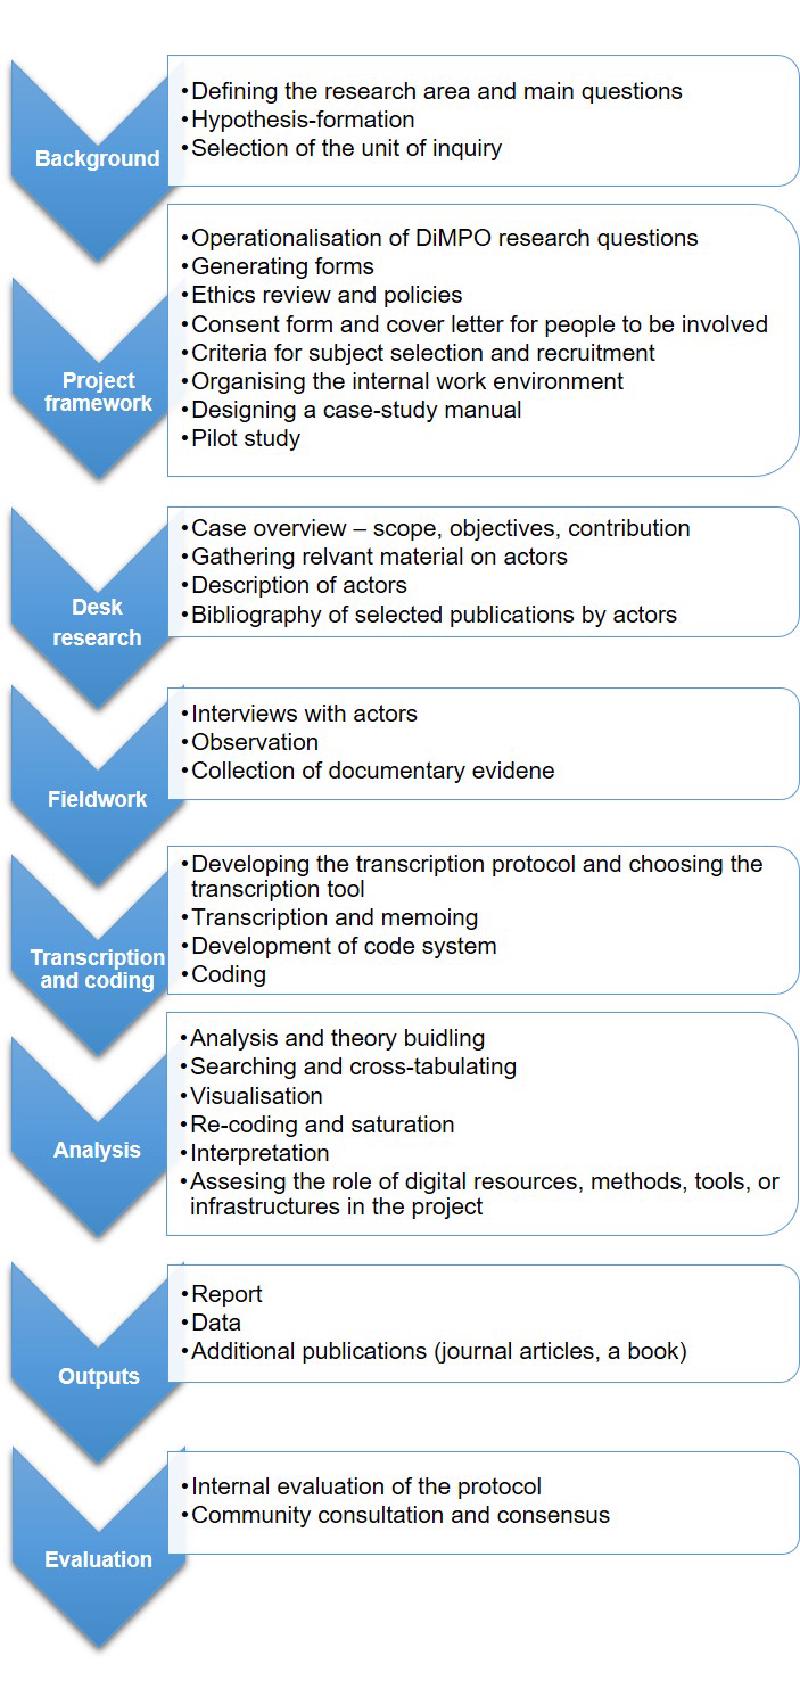 Background
•Defining the research area and main questions
•Hypothesis-formation
•Selection of the unit of inquiry
Project
framework
•Operationalisation of DiMPO research questions
•Generating forms
•Ethics review and policies
•Consent form and cover letter for people to be involved
•Criteria for subject selection and recruitment
•Organising the internal work environment
•Designing a case-study manual
•Pilot study
Desk
research
•Case overview – scope, objectives, contribution
•Gathering relvant material on actors
•Description of actors
•Bibliography of selected publications by actors
Fieldwork
•Interviews with actors
•Observation
•Collection of documentary evidene
Transcription
and coding
•Developing the transcription protocol and choosing the
transcription tool
•Transcription and memoing
•Development of code system
•Coding
Analysis
•Analysis and theory buidling
•Searching and cross-tabulating
•Visualisation
•Re-coding and saturation
•Interpretation
•Assesing the role of digital resources, methods, tools, or
infrastructures in the project
Outputs
•Report
•Data
•Additional publications (journal articles, a book)
Evaluation
•Internal evaluation of the protocol
•Community consultation and consensus